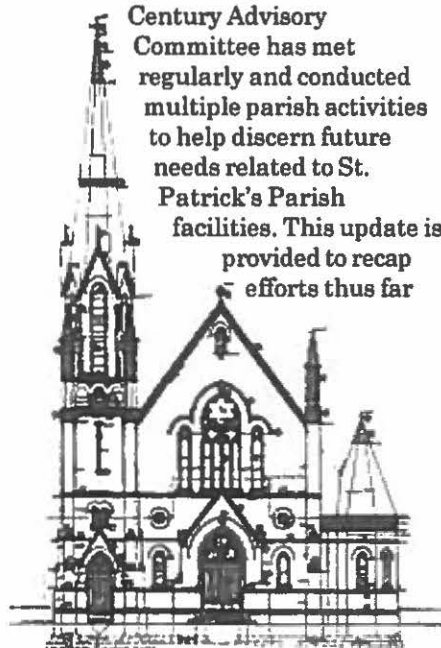 Century Advisory
Committee has met
regularly and conducted
multiple parish activities
to help discern future
needs related to St.
Patrick's Parish
facilities. This update is
provided to recap
efforts thus far